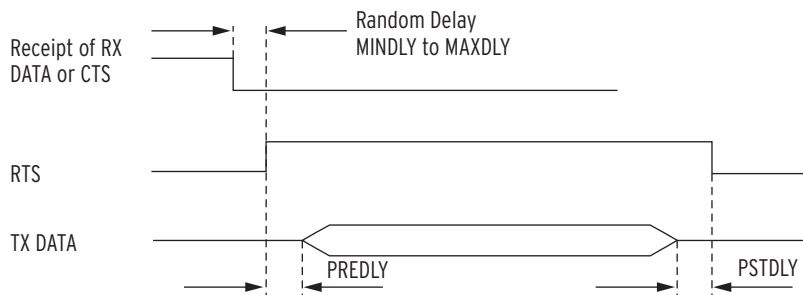 Random Delay
MINDLY to MAXDLY
Receipt of RX
DATA or CTS
RTS
TX DATA
PREDLY
PSTDLY